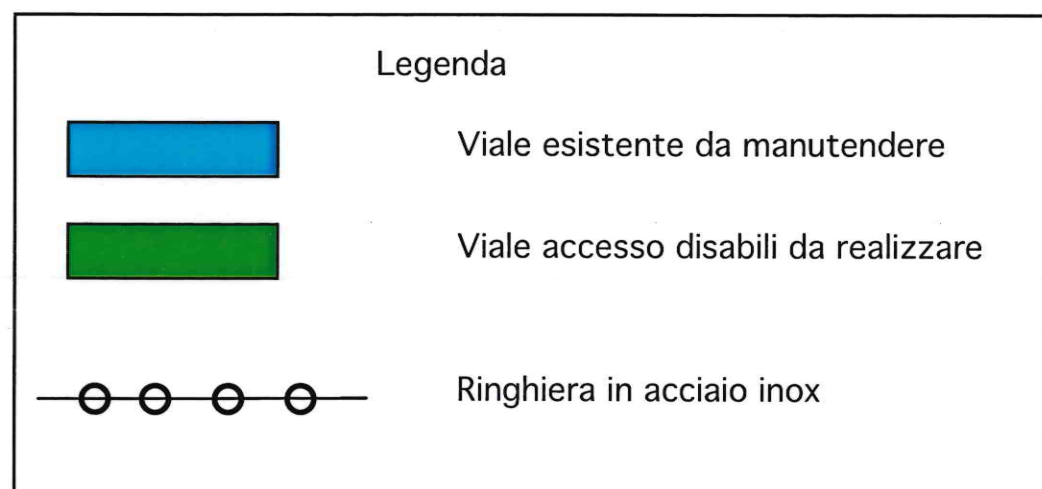 Legenda
Viale esistente da manutendere
Viale accesso disabili da realizzare
Ringhiera in acciaio inox